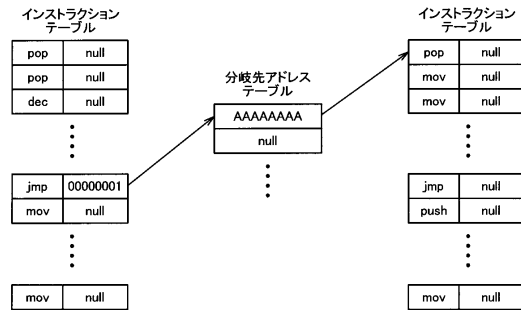 インストラクション
テーブル
pop null
pop null
dec null
jmp 00000001
mov null
mov null
分岐先アドレス
テーブル
AAAAAAAA
null
インストラクション
テーブル
pop null
mov null
mov null
jmp null
push null
mov null